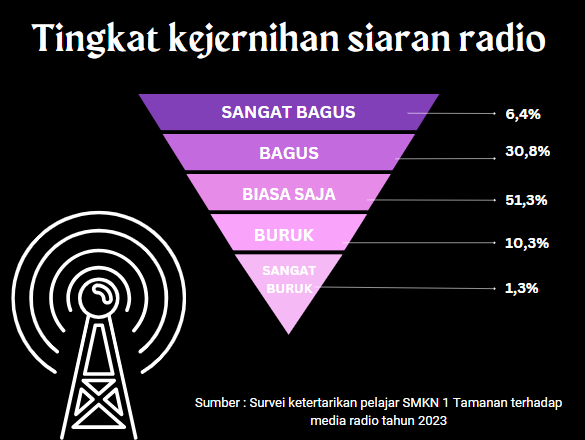 Tingkat kejernihan siaran radio
SANGAT BAGUS 6,4%
BAGUS 30,8%
BIASA SAJA 51,3%
BURUK 10,3%
SANGAT
BURUK 1,3%
Sumber : Survei ketertarikan pelajar SMKN 1 Tamanan terhadap
media radio tahun 2023